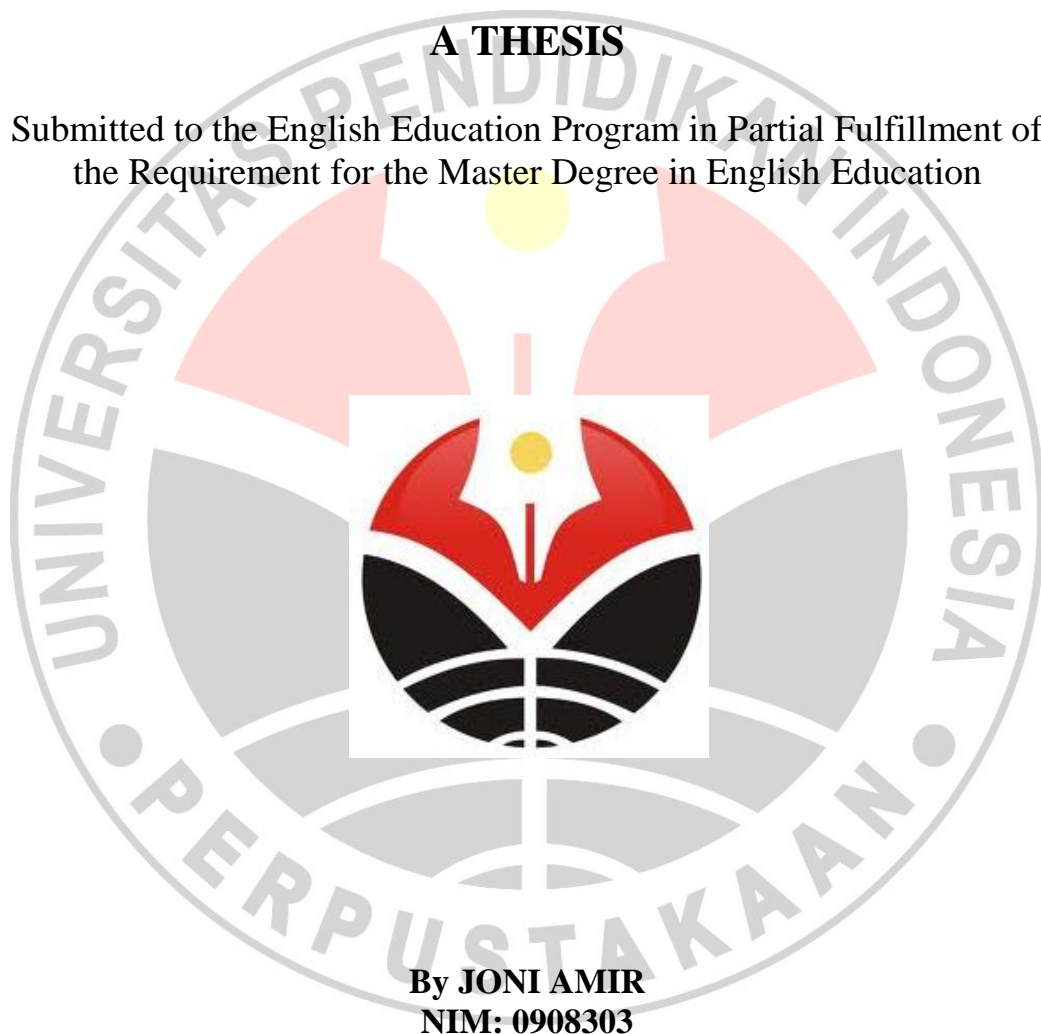 A THESIS
Submitted to the English Education Program in Partial Fulfillment of
the Requirement for the Master Degree in English Education
UNIVERSITAS PENDIDIKAN INDONESIA
PERPUSTAKAAN
By JONI AMIR
NIM: 0908303